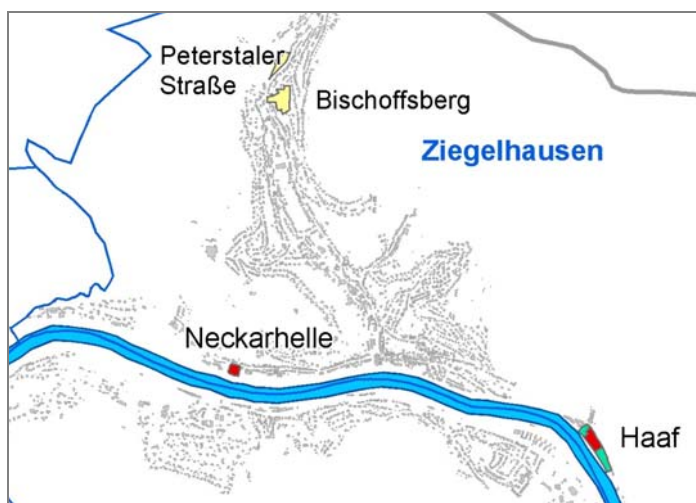 Peterstaler
Straße
Bischoffsberg
Ziegelhausen
Neckarhelle
Haaf